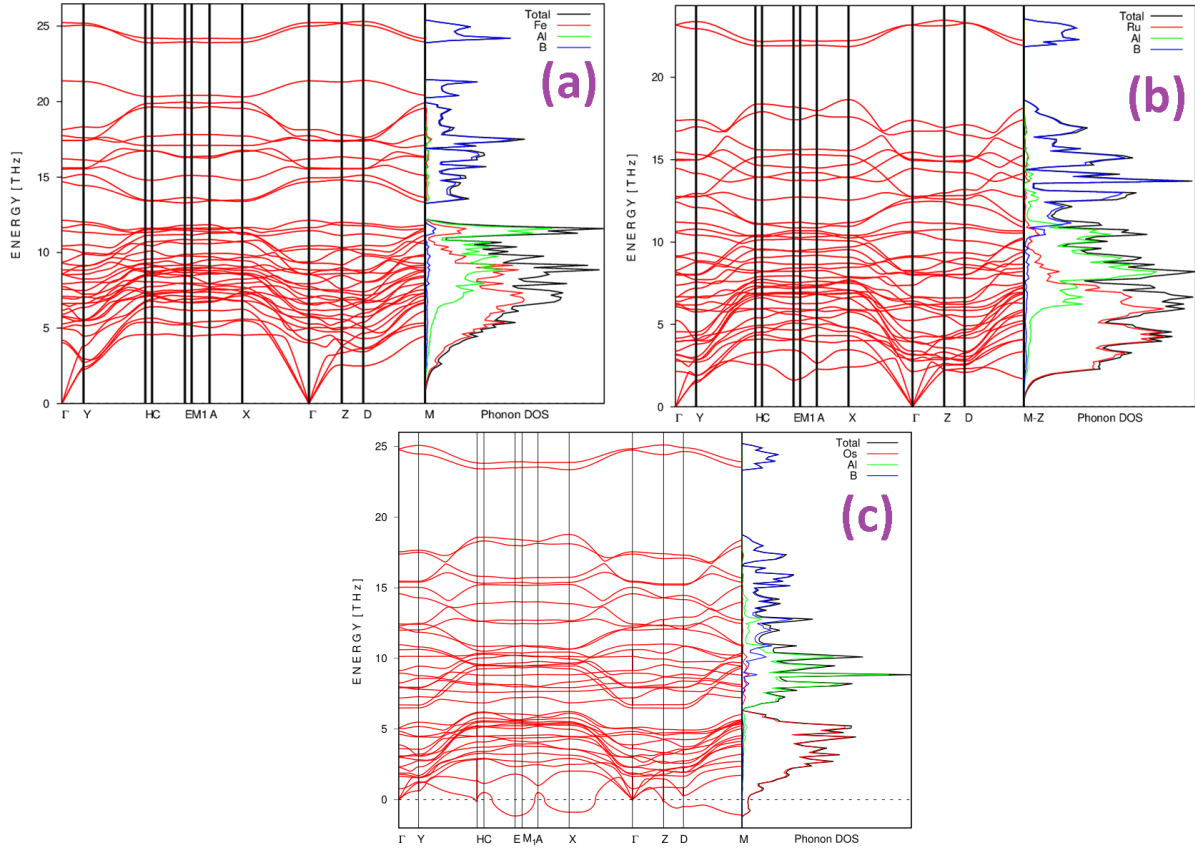 (a)
ENERGY [THz]
25
20
15
10
5
0
Total
Fe
Al
B
Γ Y HC EM1 A X Γ Z D M Phonon DOS
(b)
ENERGY [THz]
20
15
10
5
0
Total
Ru
Al
B
Γ Y HC EM1 A X Γ Z D M-Z Phonon DOS
(c)
ENERGY [THz]
25
20
15
10
5
0
Total
Os
Al
B
Γ Y HC E M1A X Γ Z D M Phonon DOS